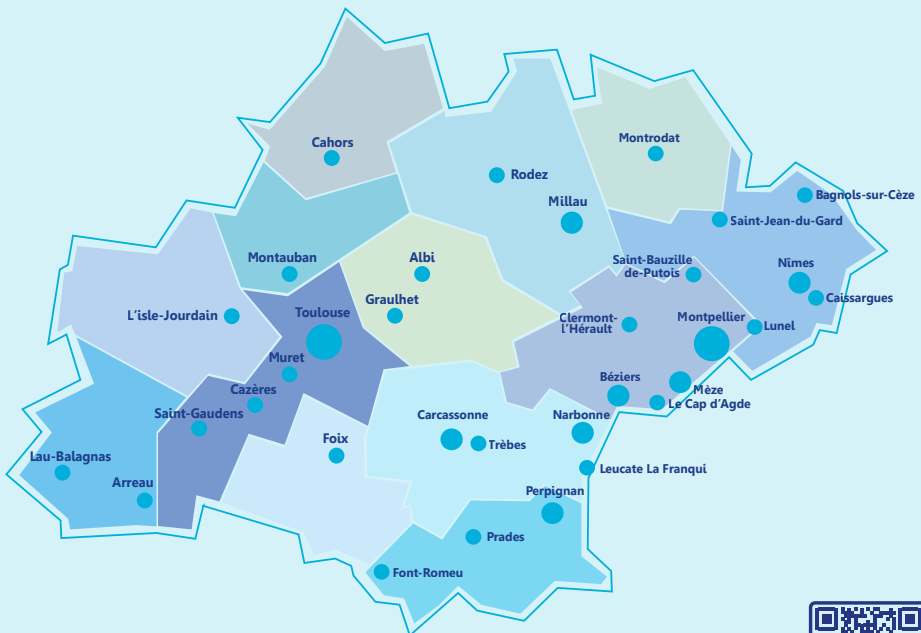 Cahors
Montrodat
Rodez
Bagnols-sur-Cèze
Millau
Saint-Jean-du-Gard
Montauban
Albi
Saint-Bauzille
de-Putois
Nîmes
Graulhet
Caissargues
L'isle-Jourdain
Toulouse
Clermont-
l'Hérault
Montpellier
Lunel
Muret
Béziers
Mèze
Cazères
Le Cap d'Agde
Saint-Gaudens
Carcassonne
Narbonne
Foix
Trèbes
Lau-Balagnas
Leucate La Franqui
Arreau
Perpignan
Prades
Font-Romeu